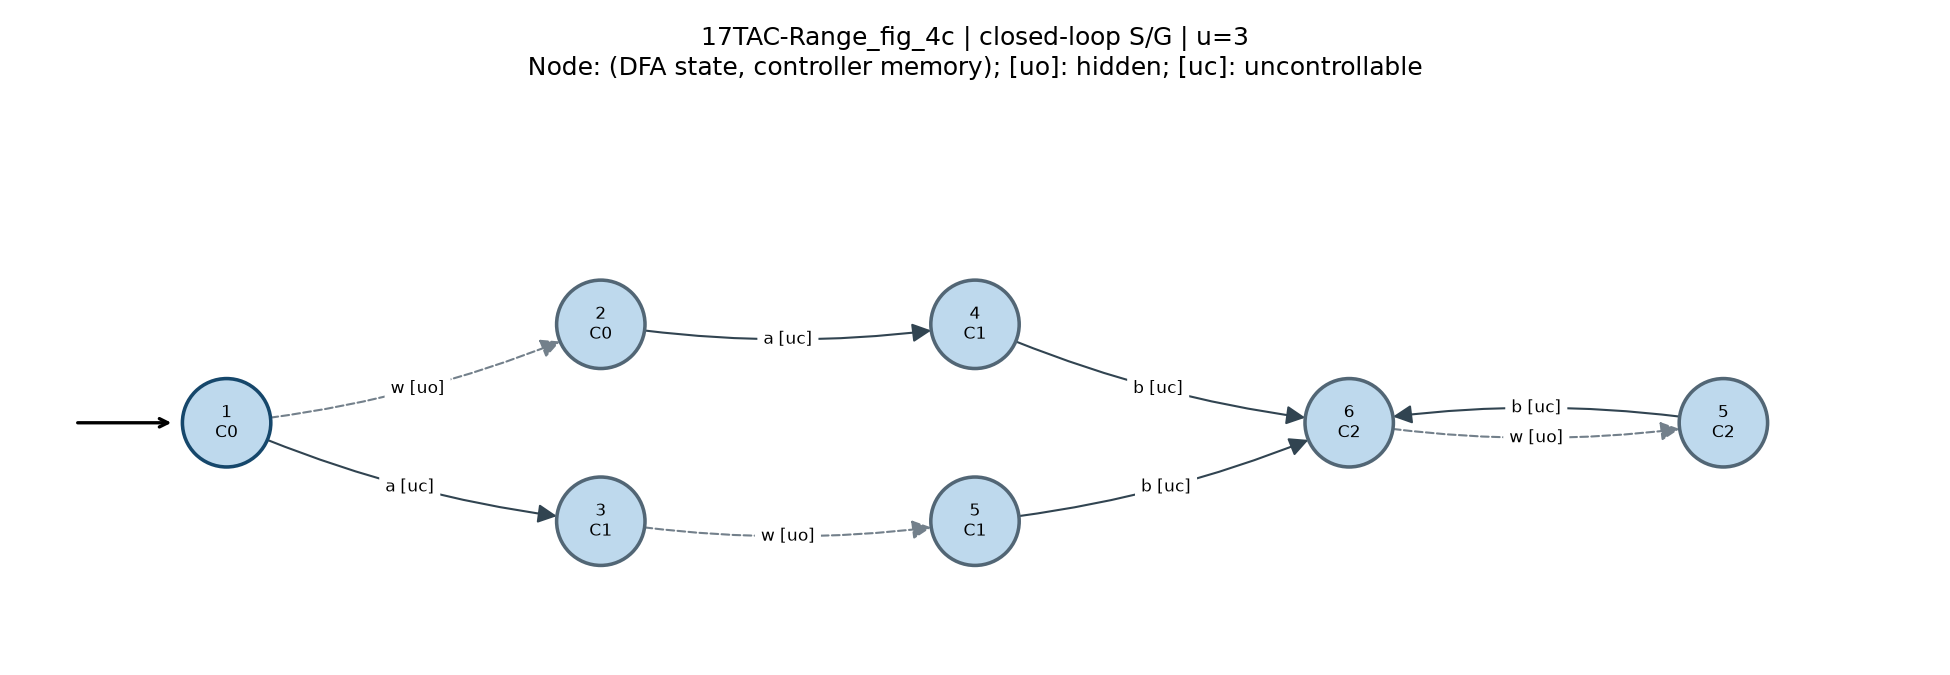 17TAC-Range_fig_4c | closed-loop S/G | u=3
Node: (DFA state, controller memory); [uo]: hidden; [uc]: uncontrollable
1
C0
w [uo]
a [uc]
2
C0
3
C1
a [uc]
w [uo]
4
C1
5
C1
b [uc]
b [uc]
6
C2
b [uc]
w [uo]
5
C2